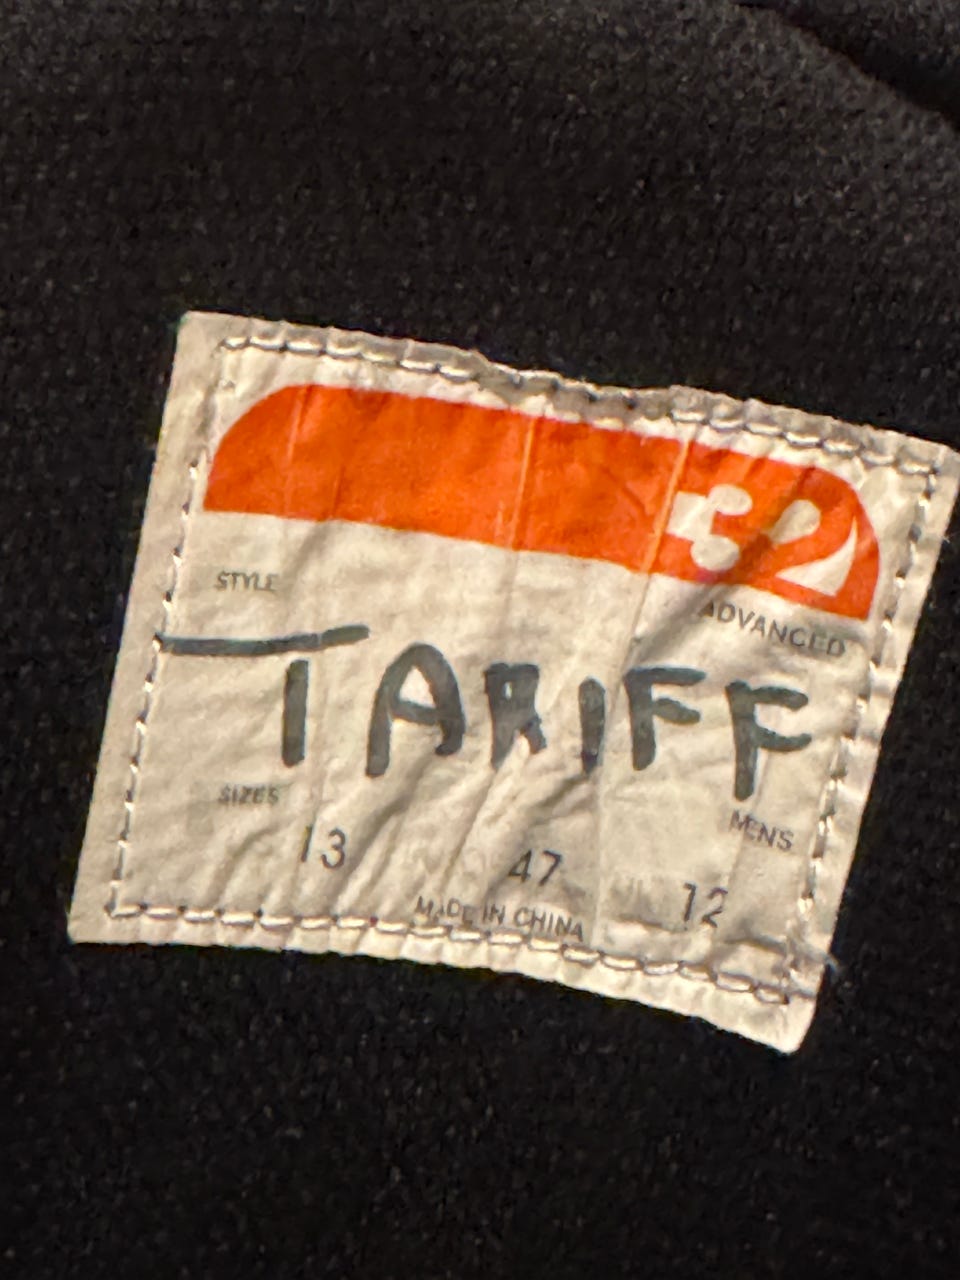 32
STYLE
ADVANCED
TARIFF
SIZES
MENS
13 47 12
MADE IN CHINA